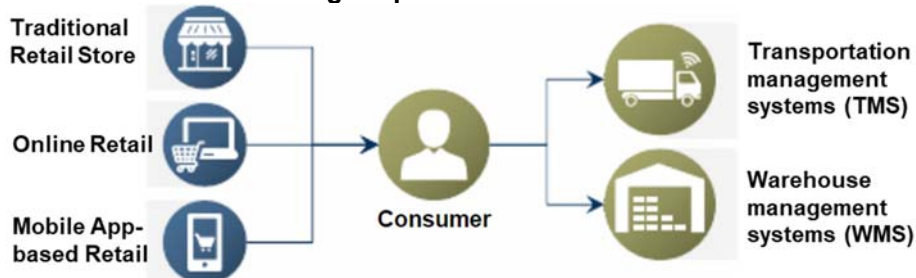 Traditional
Retail Store
Online Retail
Mobile App-
based Retail
Consumer
Transportation
management
systems (TMS)
Warehouse
management
systems (WMS)